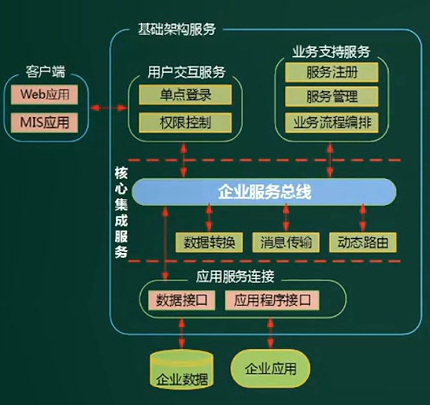 基础架构服务
业务支持服务
客户端
用户交互服务
服务注册
Web应用
单点登录
服务管理
MIS应用
权限控制
业务流程编排
核心集成服务
企业服务总线
数据转换
消息传输
动态路由
应用服务连接
数据接口
应用程序接口
企业数据
企业应用